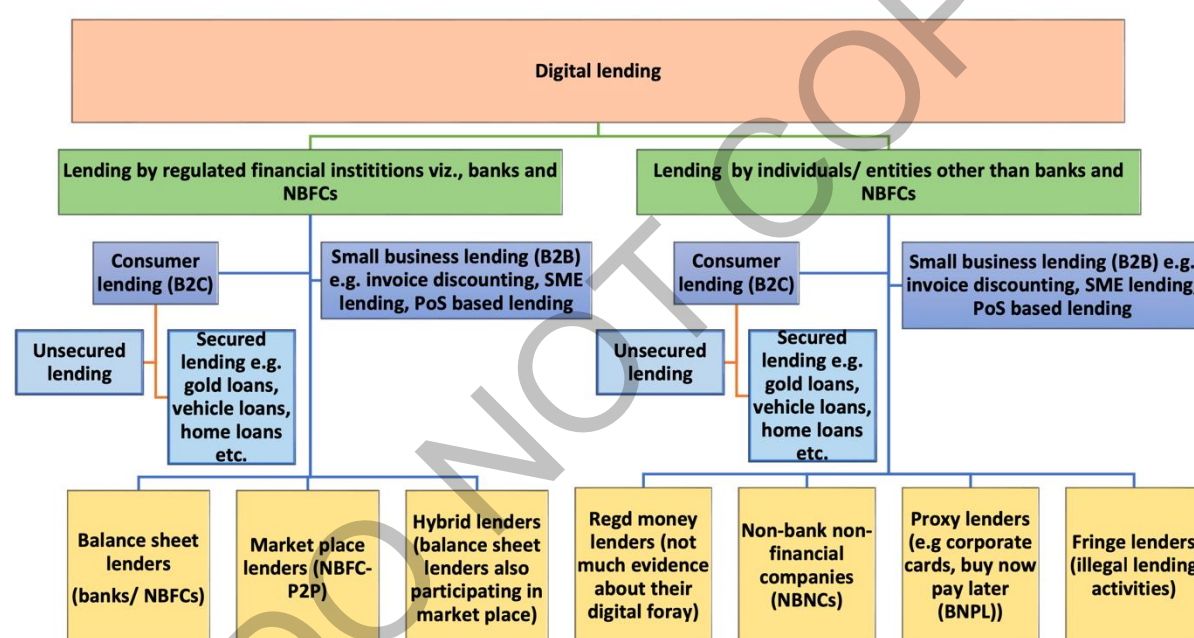 Digital lending
Lending by regulated financial instititions viz., banks and
NBFCs
Lending by individuals/ entities other than banks and
NBFCs
Consumer
lending (B2C)
Small business lending (B2B)
e.g. invoice discounting, SME
lending, PoS based lending
Unsecured
lending
Secured
lending e.g.
gold loans,
vehicle loans,
home loans
etc.
Consumer
lending (B2C)
Small business lending (B2B) e.g.
invoice discounting, SME lending,
PoS based lending
Unsecured
lending
Secured
lending e.g.
gold loans,
vehicle loans,
home loans
etc.
Balance sheet
lenders
(banks/ NBFCs)
Market place
lenders (NBFC-
P2P)
Hybrid lenders
(balance sheet
lenders also
participating in
market place)
Regd money
lenders (not
much evidence
about their
digital foray)
Non-bank non-
financial
companies
(NBNCs)
Proxy lenders
(e.g corporate
cards, buy now
pay later
(BNPL))
Fringe lenders
(illegal lending
activities)
DO NOT COP